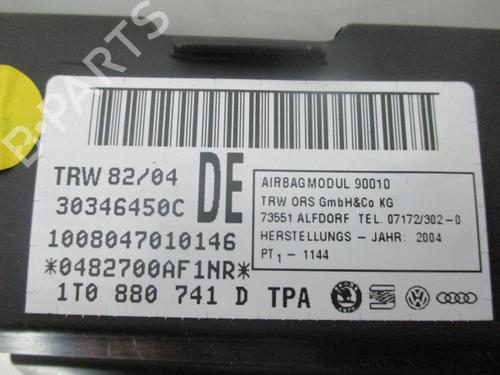 B-PARTS
TRW 82/04
DE
30346450C
1008047010146
*0482700AF1NR*
1T0 880 741 D TPA
AIRBAGMODUL 90010
TRW ORS GmbH&Co KG
73551 ALFDORF TEL. 07172/302-0
HERSTELLUNGS - JAHR: 2004
PT1 - 1144